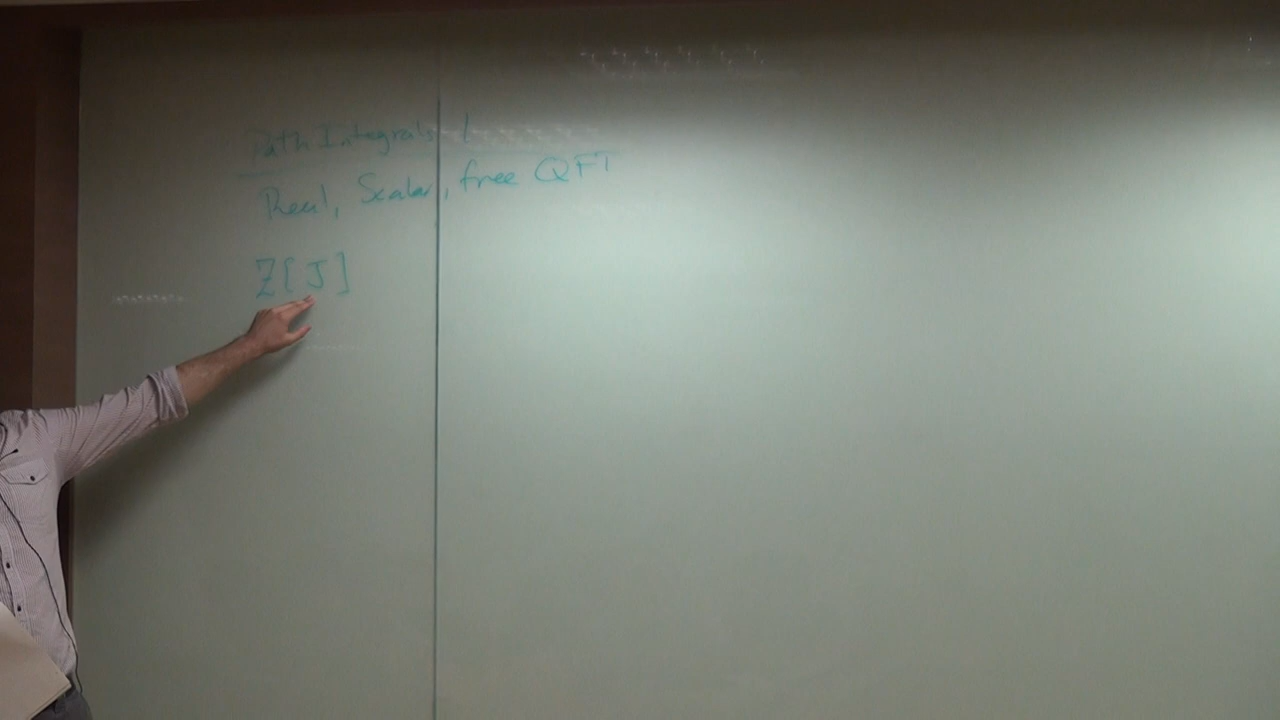 Path Integrals /
Real, Scalar, free QFT
Z[J]